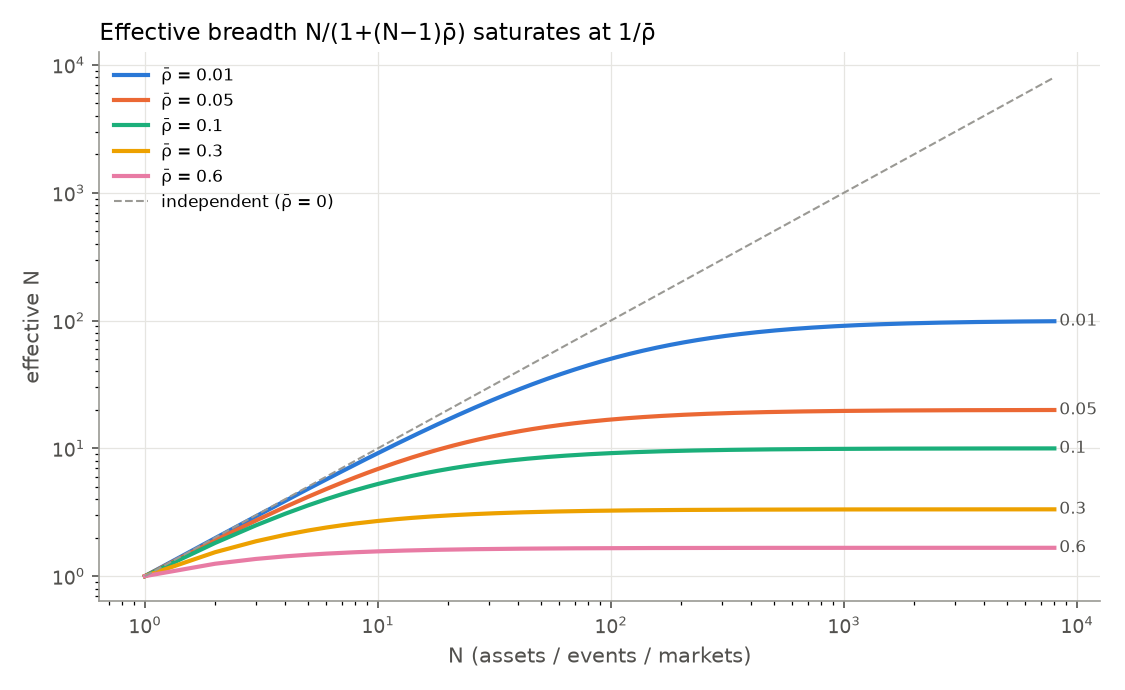 Effective breadth N/(1+(N−1)ρ̄) saturates at 1/ρ̄
ρ̄ = 0.01
ρ̄ = 0.05
ρ̄ = 0.1
ρ̄ = 0.3
ρ̄ = 0.6
independent (ρ̄ = 0)
effective N
10⁴
10³
10²
10¹
10⁰
0.01
0.05
0.1
0.3
0.6
10⁰ 10¹ 10² 10³ 10⁴
N (assets / events / markets)